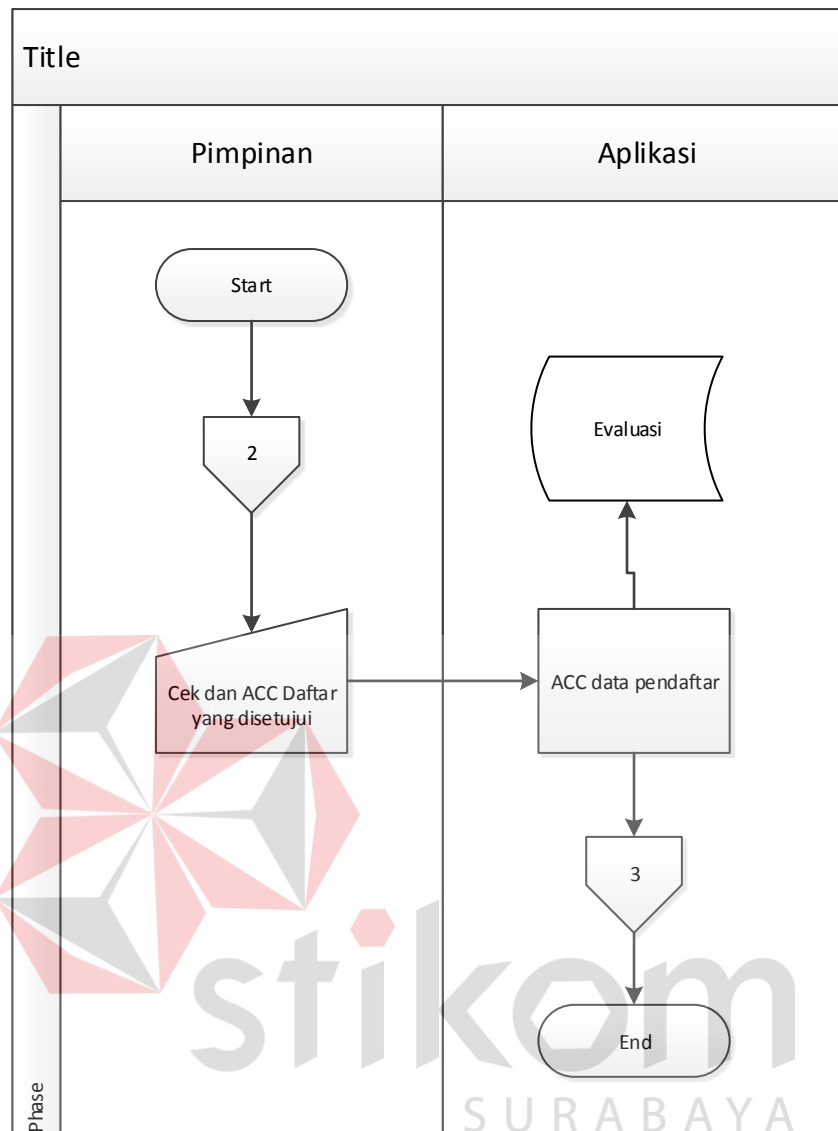 Title
Pimpinan
Aplikasi
Start
2
Evaluasi
Cek dan ACC Daftar
yang disetujui
ACC data pendaftar
3
End
Phase
stikom
SURABAYA